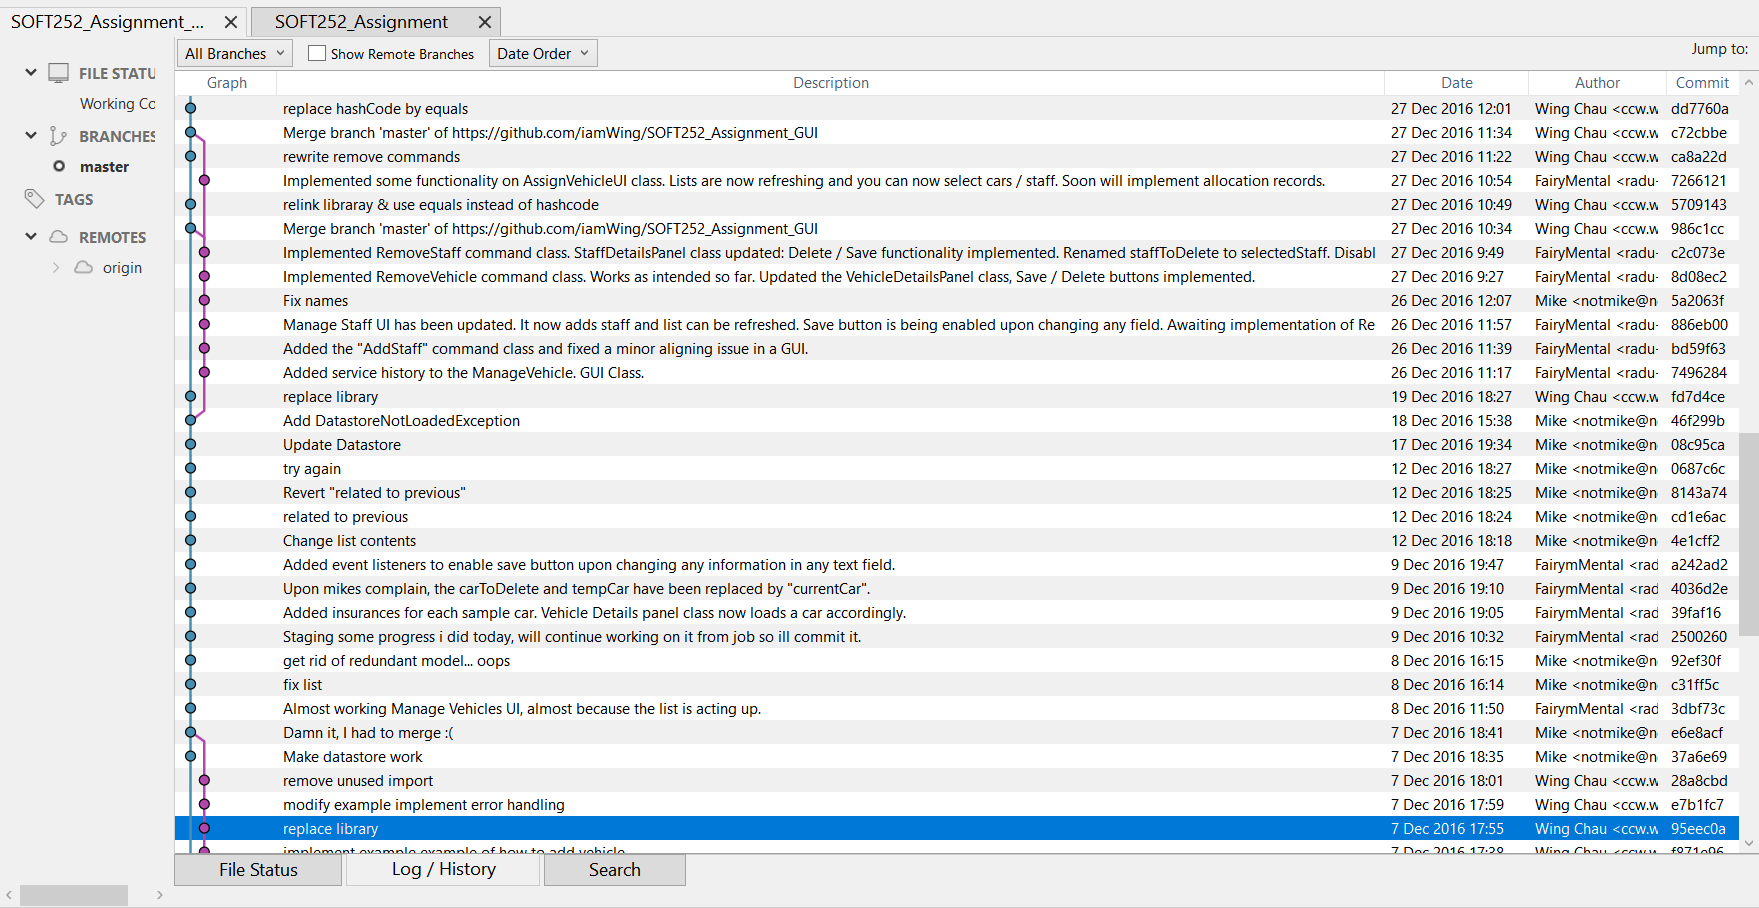 SOFT252_Assignment_...
SOFT252_Assignment
All Branches Show Remote Branches Date Order Jump to:
FILE STATU
Working Co
BRANCHES
master
TAGS
REMOTES
origin
Graph Description Date Author Commit
replace hashCode by equals 27 Dec 2016 12:01 Wing Chau <ccw.w dd7760a
Merge branch 'master' of https://github.com/iamWing/SOFT252_Assignment_GUI 27 Dec 2016 11:34 Wing Chau <ccw.w c72cbbe
rewrite remove commands 27 Dec 2016 11:22 Wing Chau <ccw.w ca8a22d
Implemented some functionality on AssignVehicleUI class. Lists are now refreshing and you can now select cars / staff. Soon will implement allocation records. 27 Dec 2016 10:54 FairyMental <radu- 7266121
relink libraray & use equals instead of hashcode 27 Dec 2016 10:49 Wing Chau <ccw.w 5709143
Merge branch 'master' of https://github.com/iamWing/SOFT252_Assignment_GUI 27 Dec 2016 10:34 Wing Chau <ccw.w 986c1cc
Implemented RemoveStaff command class. StaffDetailsPanel class updated: Delete / Save functionality implemented. Renamed staffToDelete to selectedStaff. Disabl 27 Dec 2016 9:49 FairyMental <radu- c2c073e
Implemented RemoveVehicle command class. Works as intended so far. Updated the VehicleDetailsPanel class, Save / Delete buttons implemented. 27 Dec 2016 9:27 FairyMental <radu- 8d08ec2
Fix names 26 Dec 2016 12:07 Mike <notmike@n 5a2063f
Manage Staff UI has been updated. It now adds staff and list can be refreshed. Save button is being enabled upon changing any field. Awaiting implementation of Re 26 Dec 2016 11:57 FairyMental <radu- 886eb00
Added the "AddStaff" command class and fixed a minor aligning issue in a GUI. 26 Dec 2016 11:39 FairyMental <radu- bd59f63
Added service history to the ManageVehicle. GUI Class. 26 Dec 2016 11:17 FairyMental <radu- 7496284
replace library 19 Dec 2016 18:27 Wing Chau <ccw.w fd7d4ce
Add DatastoreNotLoadedException 18 Dec 2016 15:38 Mike <notmike@n 46f299b
Update Datastore 17 Dec 2016 19:34 Mike <notmike@n 08c95ca
try again 12 Dec 2016 18:27 Mike <notmike@n 0687c6c
Revert "related to previous" 12 Dec 2016 18:25 Mike <notmike@n 8143a74
related to previous 12 Dec 2016 18:24 Mike <notmike@n cd1e6ac
Change list contents 12 Dec 2016 18:18 Mike <notmike@n 4e1cff2
Added event listeners to enable save button upon changing any information in any text field. 9 Dec 2016 19:47 FairymMental <rad a242ad2
Upon mikes complain, the carToDelete and tempCar have been replaced by "currentCar". 9 Dec 2016 19:10 FairymMental <rad 4036d2e
Added insurances for each sample car. Vehicle Details panel class now loads a car accordingly. 9 Dec 2016 19:05 FairymMental <rad 39faf16
Staging some progress i did today, will continue working on it from job so ill commit it. 9 Dec 2016 10:32 FairymMental <rad 2500260
get rid of redundant model... oops 8 Dec 2016 16:15 Mike <notmike@n 92ef30f
fix list 8 Dec 2016 16:14 Mike <notmike@n c31ff5c
Almost working Manage Vehicles UI, almost because the list is acting up. 8 Dec 2016 11:50 FairymMental <rad 3dbf73c
Damn it, I had to merge :( 7 Dec 2016 18:41 Mike <notmike@n e6e8acf
Make datastore work 7 Dec 2016 18:35 Mike <notmike@n 37a6e69
remove unused import 7 Dec 2016 18:01 Wing Chau <ccw.w 28a8cbd
modify example implement error handling 7 Dec 2016 17:59 Wing Chau <ccw.w e7b1fc7
replace library 7 Dec 2016 17:55 Wing Chau <ccw.w 95eec0a
implement example example of how to add vehicle 7 Dec 2016 17:38 Wing Chau <ccw.w f871e96
File Status Log / History Search